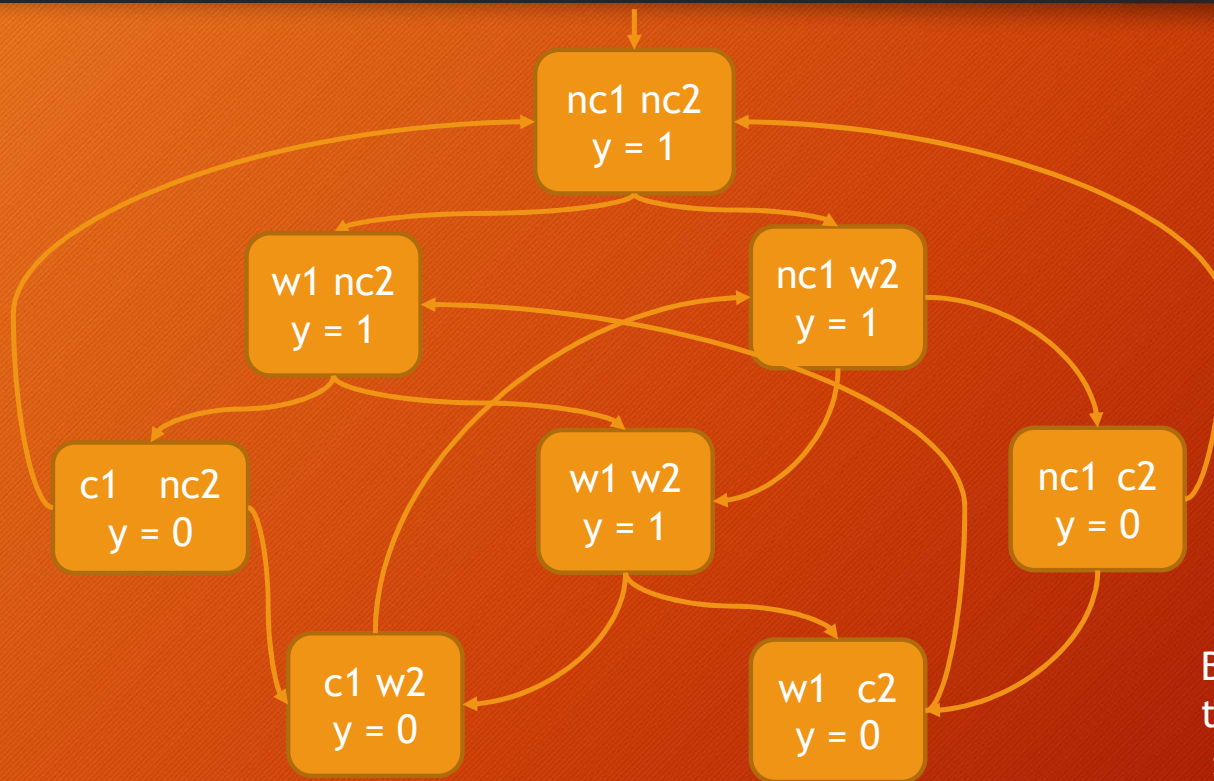 nc1 nc2
y = 1
w1 nc2
y = 1
nc1 w2
y = 1
c1 nc2
y = 0
w1 w2
y = 1
nc1 c2
y = 0
c1 w2
y = 0
w1 c2
y = 0